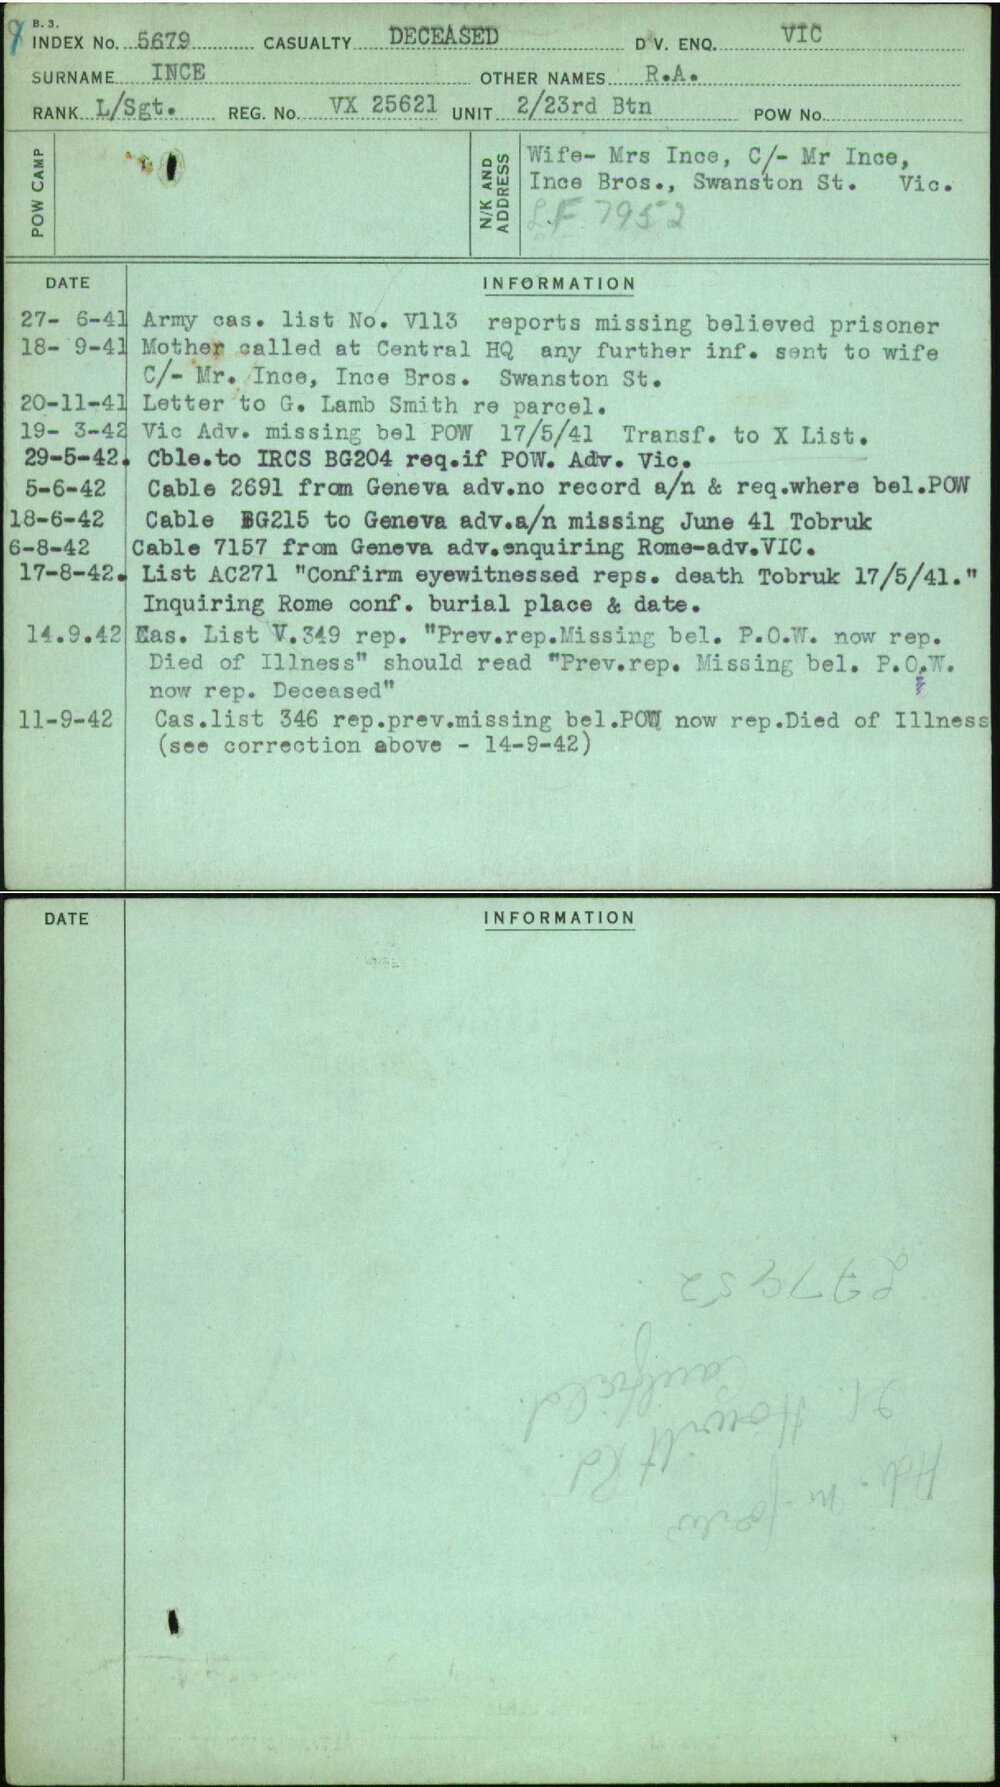 B.3.
INDEX No. 5679 CASUALTY DECEASED D V. ENQ. VIC
SURNAME INCE OTHER NAMES R.A.
RANK L/Sgt. REG. No. VX 25621 UNIT 2/23rd Btn POW No.
POW CAMP
N/K AND ADDRESS
Wife- Mrs Ince, C/- Mr Ince,
Ince Bros., Swanston St. Vic.
LF 7952
DATE INFORMATION
27- 6-41 Army cas. list No. V113 reports missing believed prisoner
18- 9-41 Mother called at Central HQ any further inf. sent to wife
C/- Mr. Ince, Ince Bros. Swanston St.
20-11-41 Letter to G. Lamb Smith re parcel.
19- 3-42 Vic Adv. missing bel POW 17/5/41 Transf. to X List.
29-5-42. Cble.to IRCS BG204 req.if POW. Adv. Vic.
5-6-42 Cable 2691 from Geneva adv.no record a/n & req.where bel.POW
18-6-42 Cable BG215 to Geneva adv.a/n missing June 41 Tobruk
6-8-42 Cable 7157 from Geneva adv.enquiring Rome-adv.VIC.
17-8-42. List AC271 "Confirm eyewitnessed reps. death Tobruk 17/5/41."
Inquiring Rome conf. burial place & date.
14.9.42 Cas. List V.349 rep. "Prev.rep.Missing bel. P.O.W. now rep.
Died of Illness" should read "Prev.rep. Missing bel. P.O.W.
now rep. Deceased"
11-9-42 Cas.list 346 rep.prev.missing bel.POW now rep.Died of Illness
(see correction above - 14-9-42)
DATE INFORMATION
Howitt Rd.
Caulfield.
LF7952